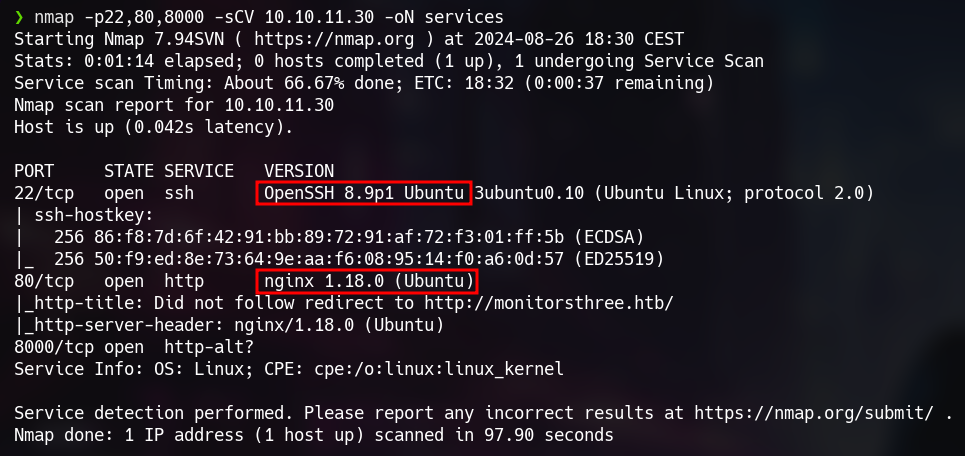 ❯ nmap -p22,80,8000 -sCV 10.10.11.30 -oN services
Starting Nmap 7.94SVN ( https://nmap.org ) at 2024-08-26 18:30 CEST
Stats: 0:01:14 elapsed; 0 hosts completed (1 up), 1 undergoing Service Scan
Service scan Timing: About 66.67% done; ETC: 18:32 (0:00:37 remaining)
Nmap scan report for 10.10.11.30
Host is up (0.042s latency).

PORT     STATE SERVICE   VERSION
22/tcp   open  ssh       OpenSSH 8.9p1 Ubuntu 3ubuntu0.10 (Ubuntu Linux; protocol 2.0)
| ssh-hostkey:
|   256 86:f8:7d:6f:42:91:bb:89:72:91:af:72:f3:01:ff:5b (ECDSA)
|_  256 50:f9:ed:8e:73:64:9e:aa:f6:08:95:14:f0:a6:0d:57 (ED25519)
80/tcp   open  http      nginx 1.18.0 (Ubuntu)
|_http-title: Did not follow redirect to http://monitorsthree.htb/
|_http-server-header: nginx/1.18.0 (Ubuntu)
8000/tcp open  http-alt?
Service Info: OS: Linux; CPE: cpe:/o:linux:linux_kernel

Service detection performed. Please report any incorrect results at https://nmap.org/submit/ .
Nmap done: 1 IP address (1 host up) scanned in 97.90 seconds